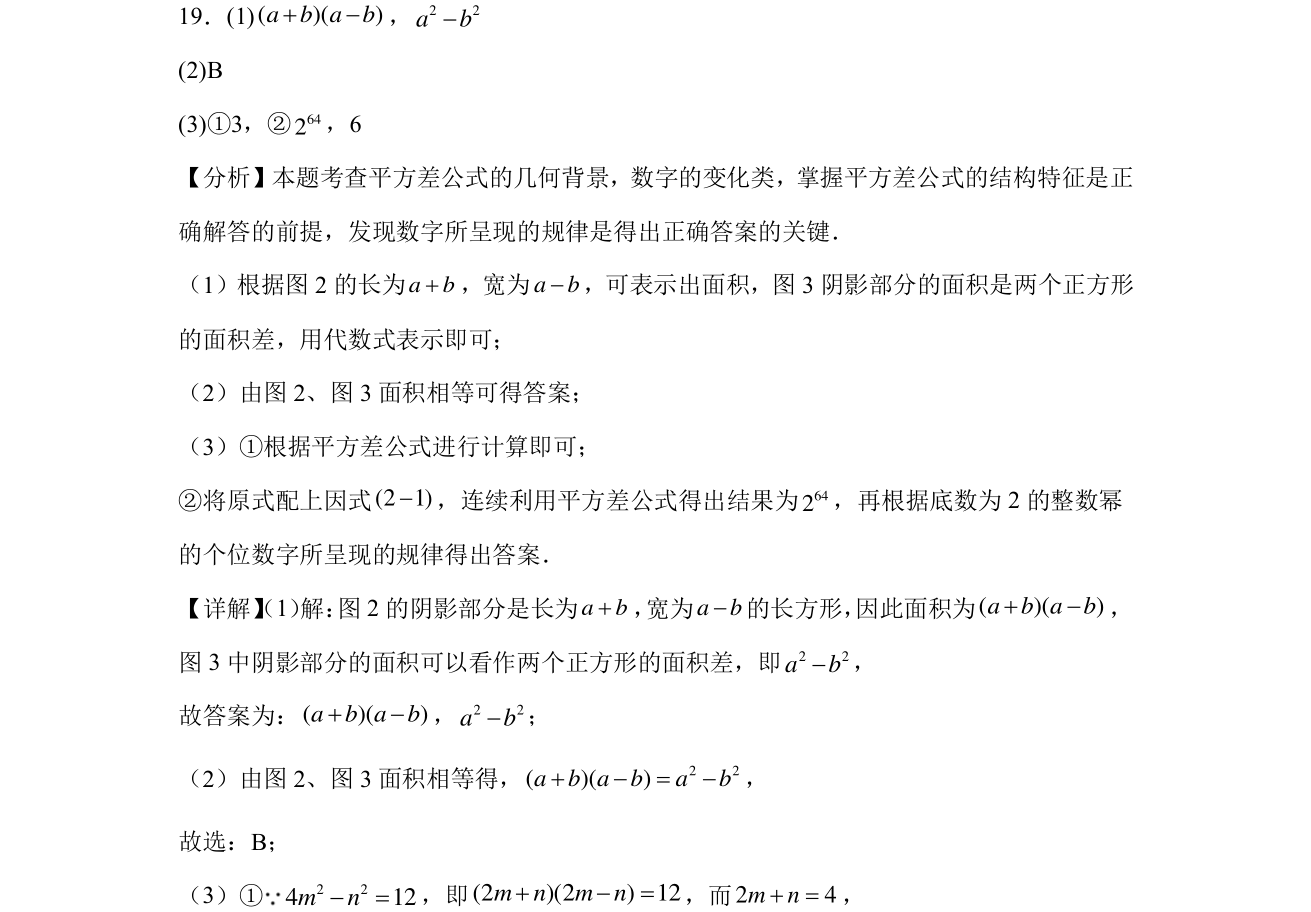 19．(1)(a+b)(a−b)，a²−b²
(2)B
(3)①3，②2⁶⁴，6
【分析】本题考查平方差公式的几何背景，数字的变化类，掌握平方差公式的结构特征是正
确解答的前提，发现数字所呈现的规律是得出正确答案的关键．
（1）根据图 2 的长为a+b，宽为a−b，可表示出面积，图 3 阴影部分的面积是两个正方形
的面积差，用代数式表示即可；
（2）由图 2、图 3 面积相等可得答案；
（3）①根据平方差公式进行计算即可；
②将原式配上因式(2−1)，连续利用平方差公式得出结果为2⁶⁴，再根据底数为 2 的整数幂
的个位数字所呈现的规律得出答案．
【详解】（1）解：图 2 的阴影部分是长为a+b，宽为a−b的长方形，因此面积为(a+b)(a−b)，
图 3 中阴影部分的面积可以看作两个正方形的面积差，即a²−b²，
故答案为：(a+b)(a−b)，a²−b²；
（2）由图 2、图 3 面积相等得，(a+b)(a−b)=a²−b²，
故选：B；
（3）①∵4m²−n²=12，即(2m+n)(2m−n)=12，而2m+n=4，